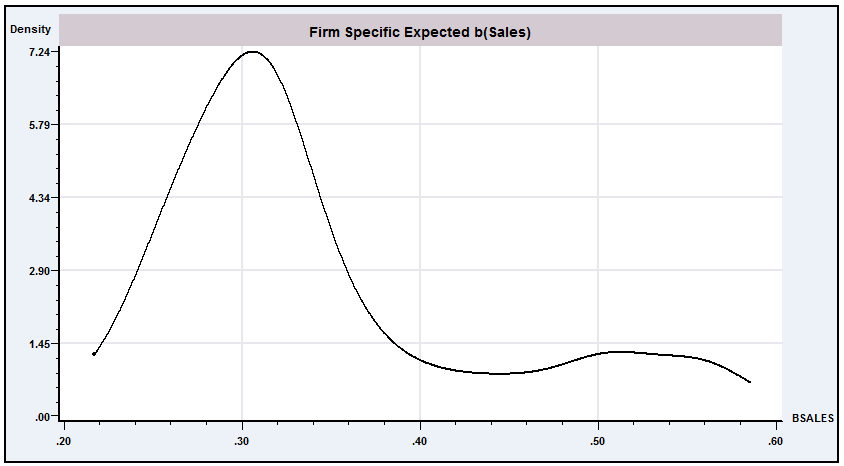 Firm Specific Expected b(Sales)
Density
7.24
5.79
4.34
2.90
1.45
.00
.20 .30 .40 .50 .60
BSALES